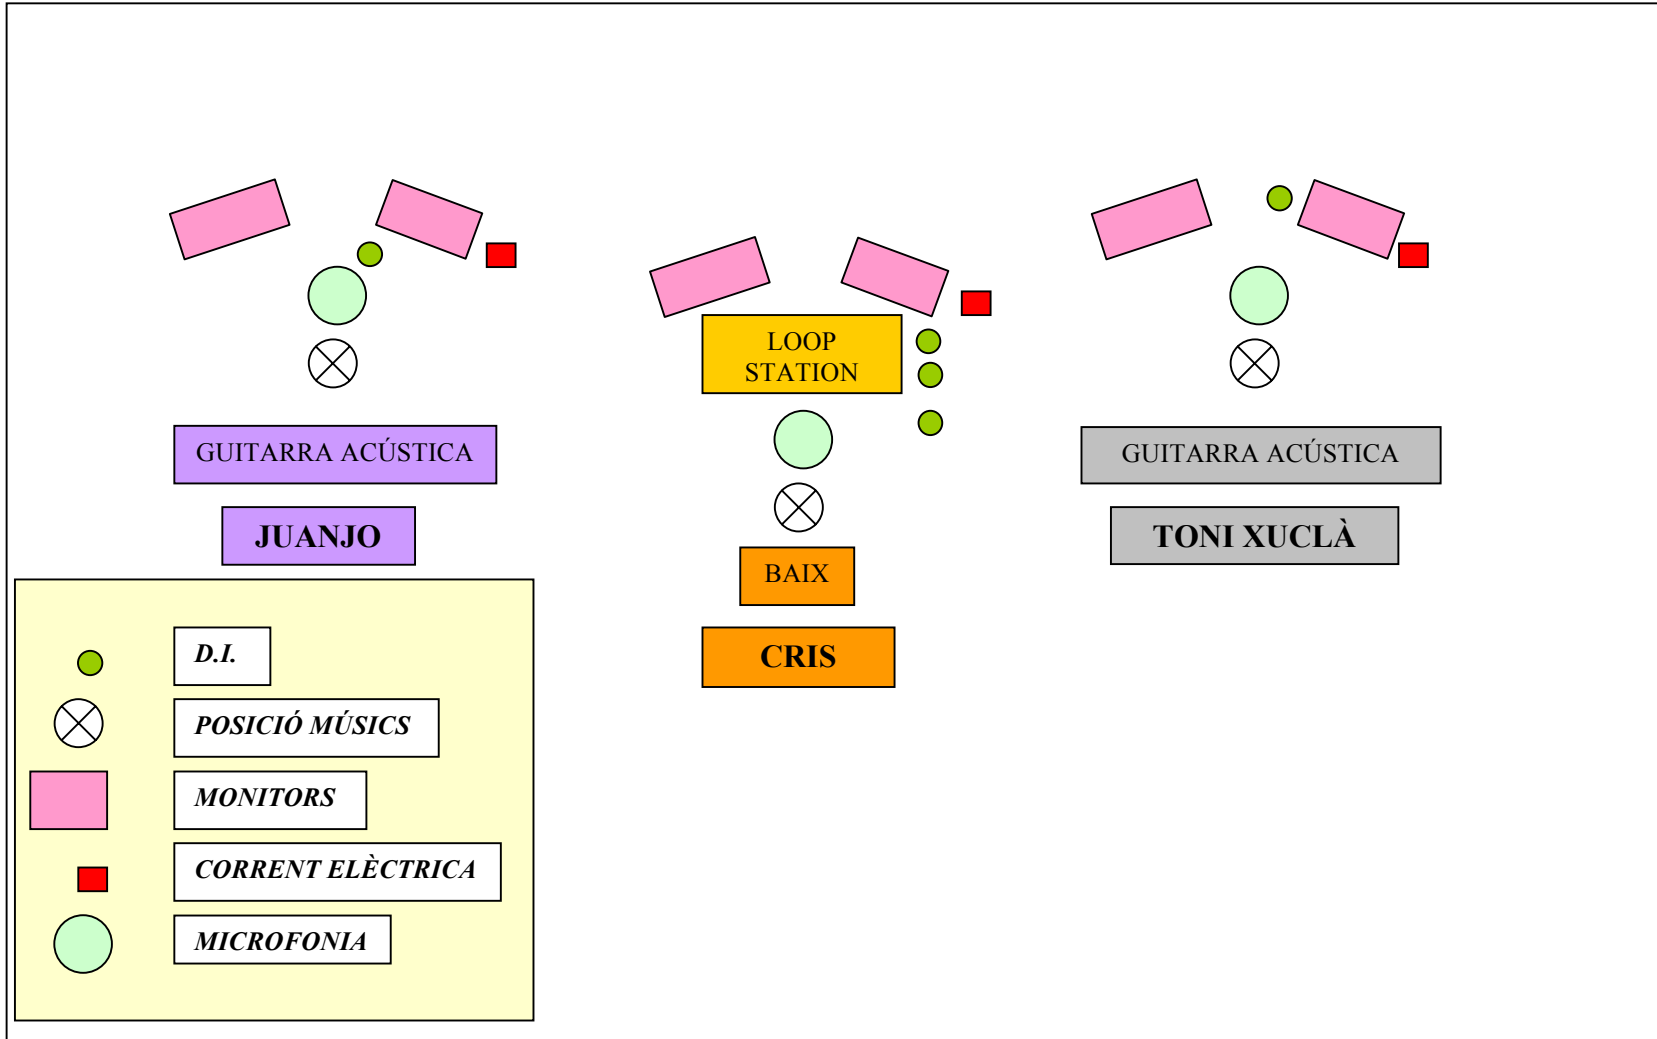 LOOP
STATION
GUITARRA ACÚSTICA
JUANJO
BAIX
CRIS
GUITARRA ACÚSTICA
TONI XUCLÀ
D.I.
POSICIÓ MÚSICS
MONITORS
CORRENT ELÈCTRICA
MICROFONIA